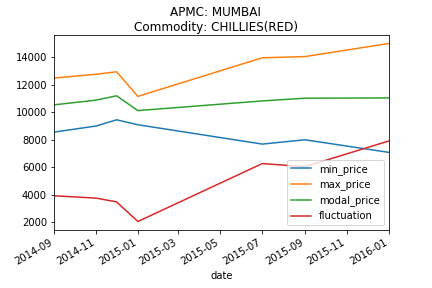 APMC: MUMBAI
Commodity: CHILLIES(RED)
14000
12000
10000
8000
6000
4000
2000
min_price
max_price
modal_price
fluctuation
2014-09
2014-11
2015-01
2015-03
2015-05
2015-07
2015-09
2015-11
2016-01
date